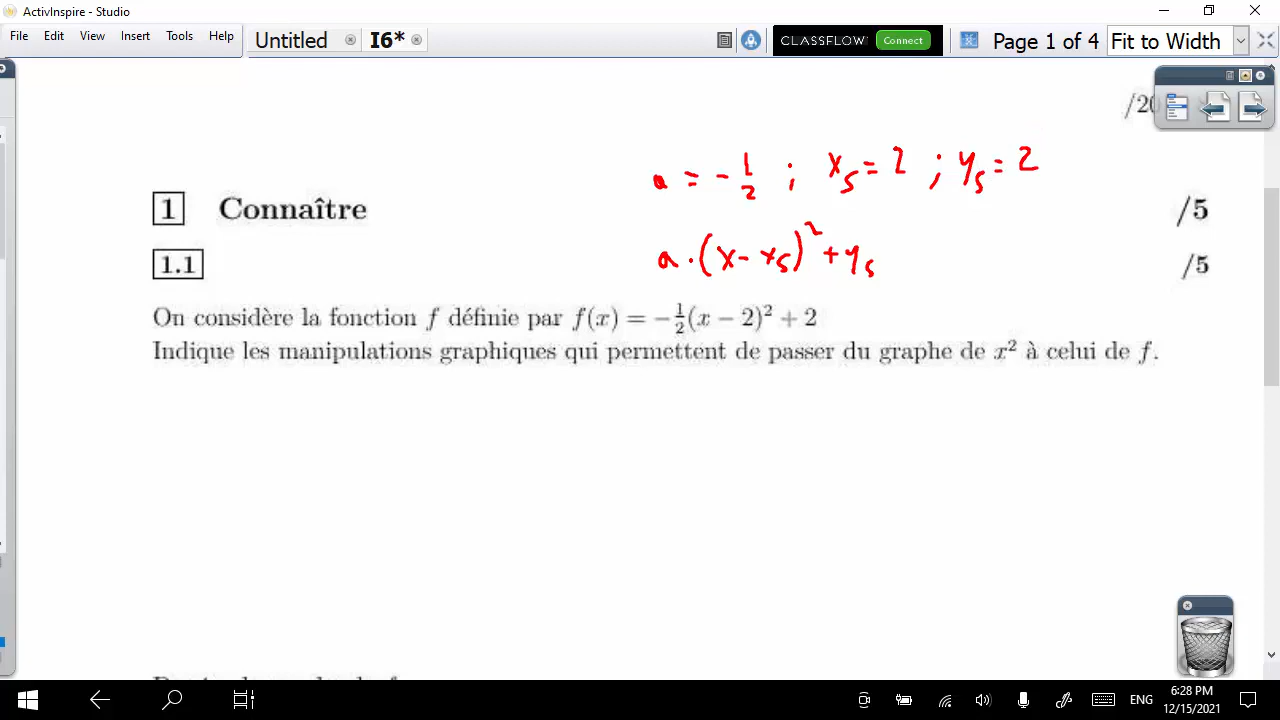 ActivInspire - Studio
File Edit View Insert Tools Help
Untitled I6*
CLASSFLOW Connect
Page 1 of 4 Fit to Width
/20
a = - 1/2 ; xs = 2 ; ys = 2
1 Connaître /5
a · (x - xs)² + ys
1.1 /5
On considère la fonction f définie par f(x) = -1/2(x - 2)² + 2
Indique les manipulations graphiques qui permettent de passer du graphe de x² à celui de f.
ENG
6:28 PM
12/15/2021